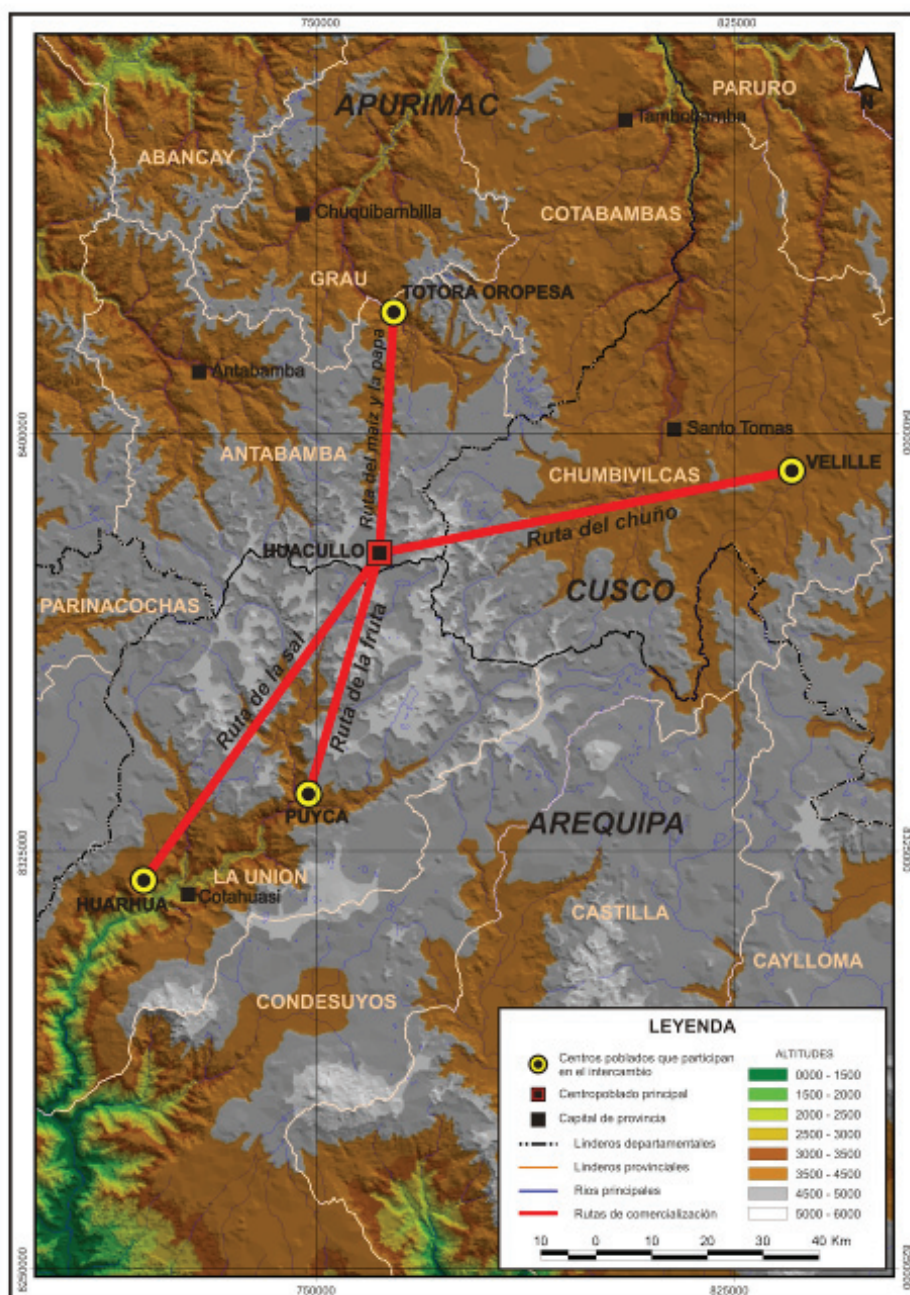 750000
825000
APURIMAC
PARURO
N
Tambobamba
ABANCAY
Chuquibambilla
COTABAMBAS
GRAU
TOTORA OROPESA
Ruta del maíz y la papa
Antabamba
8400000
8400000
Santo Tomas
ANTABAMBA
CHUMBIVILCAS
VELILLE
Ruta del chuño
HUACULLO
CUSCO
PARINACOCHAS
Ruta de la sal
Ruta de la fruta
PUYCA
AREQUIPA
8325000
8325000
LA UNION
HUARHUA
Cotahuasi
CASTILLA
CAYLLOMA
CONDESUYOS
LEYENDA
Centros poblados que participan
en el intercambio
Centropoblado principal
Capital de provincia
Linderos departamentales
Linderos provinciales
Rios principales
Rutas de comercialización
ALTITUDES
0000 - 1500
1500 - 2000
2000 - 2500
2500 - 3000
3000 - 3500
3500 - 4500
4500 - 5000
5000 - 6000
10 0 10 20 30 40 Km
8250000
8250000
750000
825000